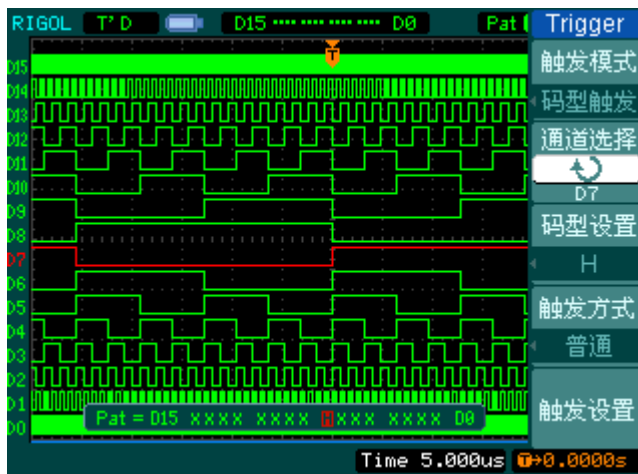 RIGOL T'D D15 ···· ···· ···· ···· D0 Pat Trigger
触发模式
码型触发
通道选择
D7
码型设置
H
触发方式
普通
触发设置
T
D15
D14
D13
D12
D11
D10
D9
D8
D7
D6
D5
D4
D3
D2
D1
D0
Pat = D15 XXXX XXXX HXXX XXXX D0
Time 5.000us T→0.0000s